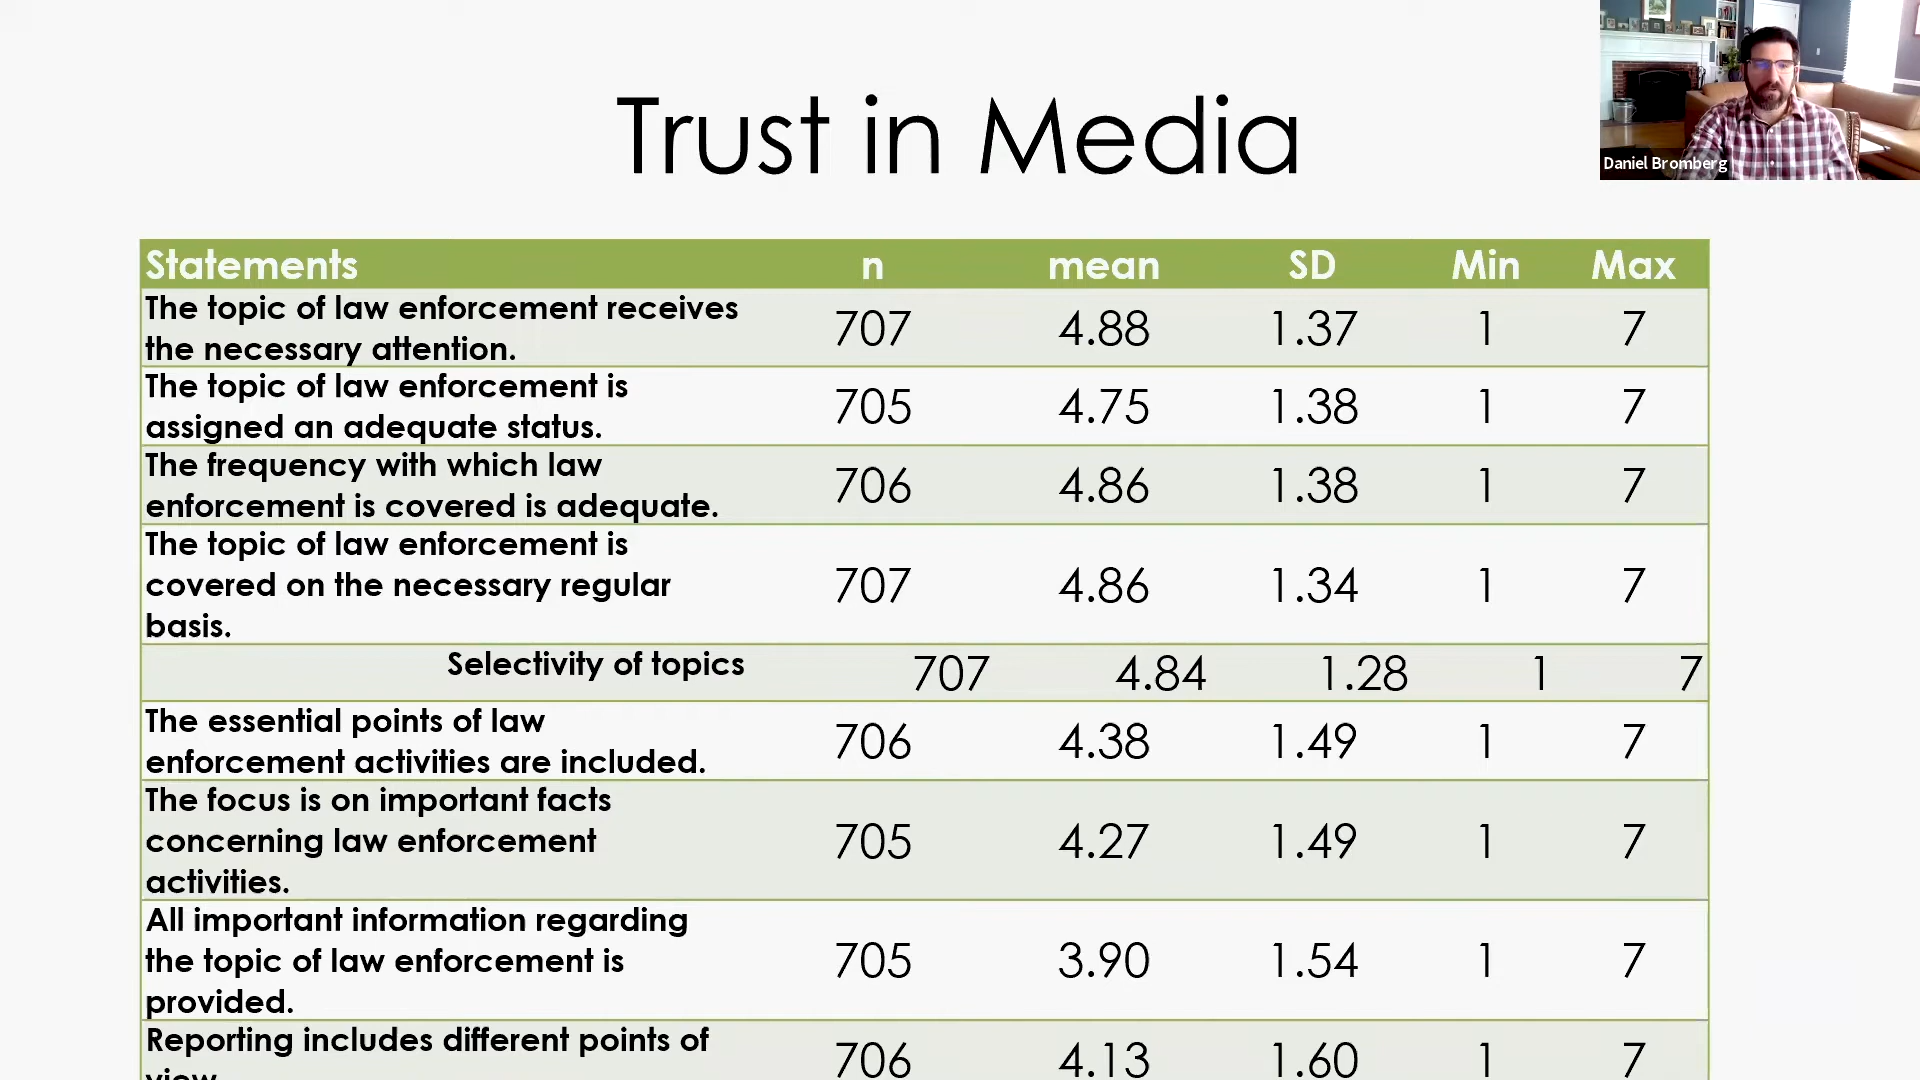 Trust in Media
Daniel Bromberg
Statements n mean SD Min Max
The topic of law enforcement receives
the necessary attention.
707 4.88 1.37 1 7
The topic of law enforcement is
assigned an adequate status.
705 4.75 1.38 1 7
The frequency with which law
enforcement is covered is adequate.
706 4.86 1.38 1 7
The topic of law enforcement is
covered on the necessary regular
basis.
707 4.86 1.34 1 7
Selectivity of topics 707 4.84 1.28 1 7
The essential points of law
enforcement activities are included.
706 4.38 1.49 1 7
The focus is on important facts
concerning law enforcement
activities.
705 4.27 1.49 1 7
All important information regarding
the topic of law enforcement is
provided.
705 3.90 1.54 1 7
Reporting includes different points of
view
706 4.13 1.60 1 7